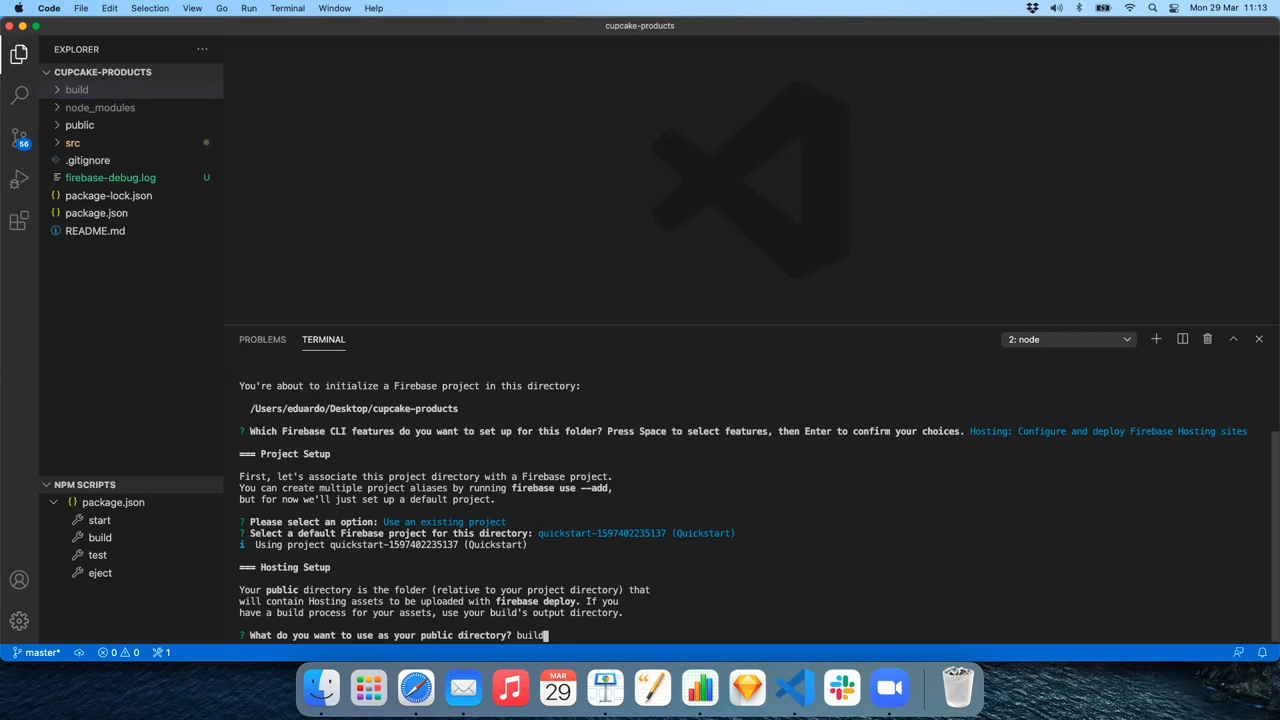 Code File Edit Selection View Go Run Terminal Window Help
Mon 29 Mar 11:13
cupcake-products
EXPLORER
CUPCAKE-PRODUCTS
build
node_modules
public
src
.gitignore
firebase-debug.log U
package-lock.json
package.json
README.md
56
NPM SCRIPTS
package.json
start
build
test
eject
PROBLEMS TERMINAL
2: node
You're about to initialize a Firebase project in this directory:
/Users/eduardo/Desktop/cupcake-products
? Which Firebase CLI features do you want to set up for this folder? Press Space to select features, then Enter to confirm your choices. Hosting: Configure and deploy Firebase Hosting sites
=== Project Setup
First, let's associate this project directory with a Firebase project.
You can create multiple project aliases by running firebase use --add,
but for now we'll just set up a default project.
? Please select an option: Use an existing project
? Select a default Firebase project for this directory: quickstart-1597402235137 (Quickstart)
i Using project quickstart-1597402235137 (Quickstart)
=== Hosting Setup
Your public directory is the folder (relative to your project directory) that
will contain Hosting assets to be uploaded with firebase deploy. If you
have a build process for your assets, use your build's output directory.
? What do you want to use as your public directory? build
master* 0 0 1
MAR
29